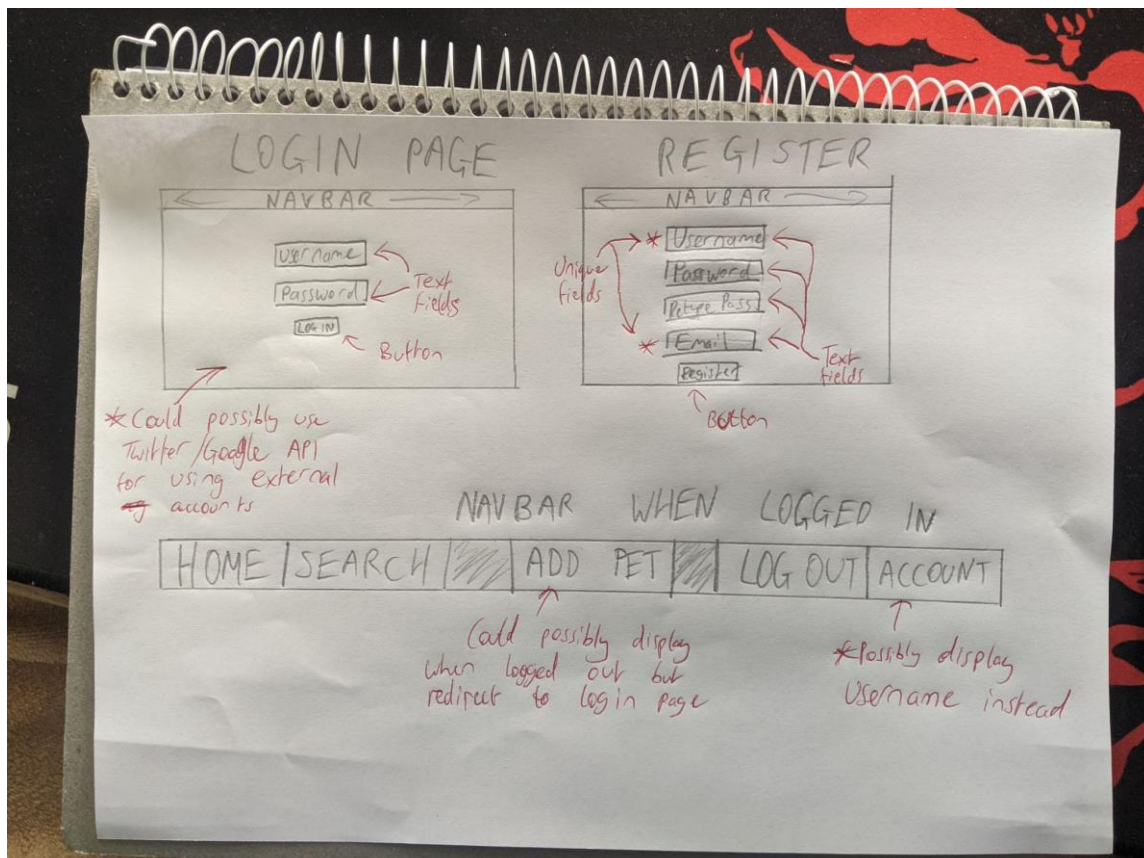 LOGIN PAGE
NAVBAR
Username
Password
LOGIN
Text
fields
Button
*Could possibly use
Twitter/Google API
for using external
accounts
REGISTER
NAVBAR
* Username
Password
Retype Pass
* Email
Register
Unique
fields
Text
fields
Button
NAVBAR WHEN LOGGED IN
HOME SEARCH ADD PET LOG OUT ACCOUNT
Could possibly display
when logged out but
redirect to login page
*Possibly display
Username instead